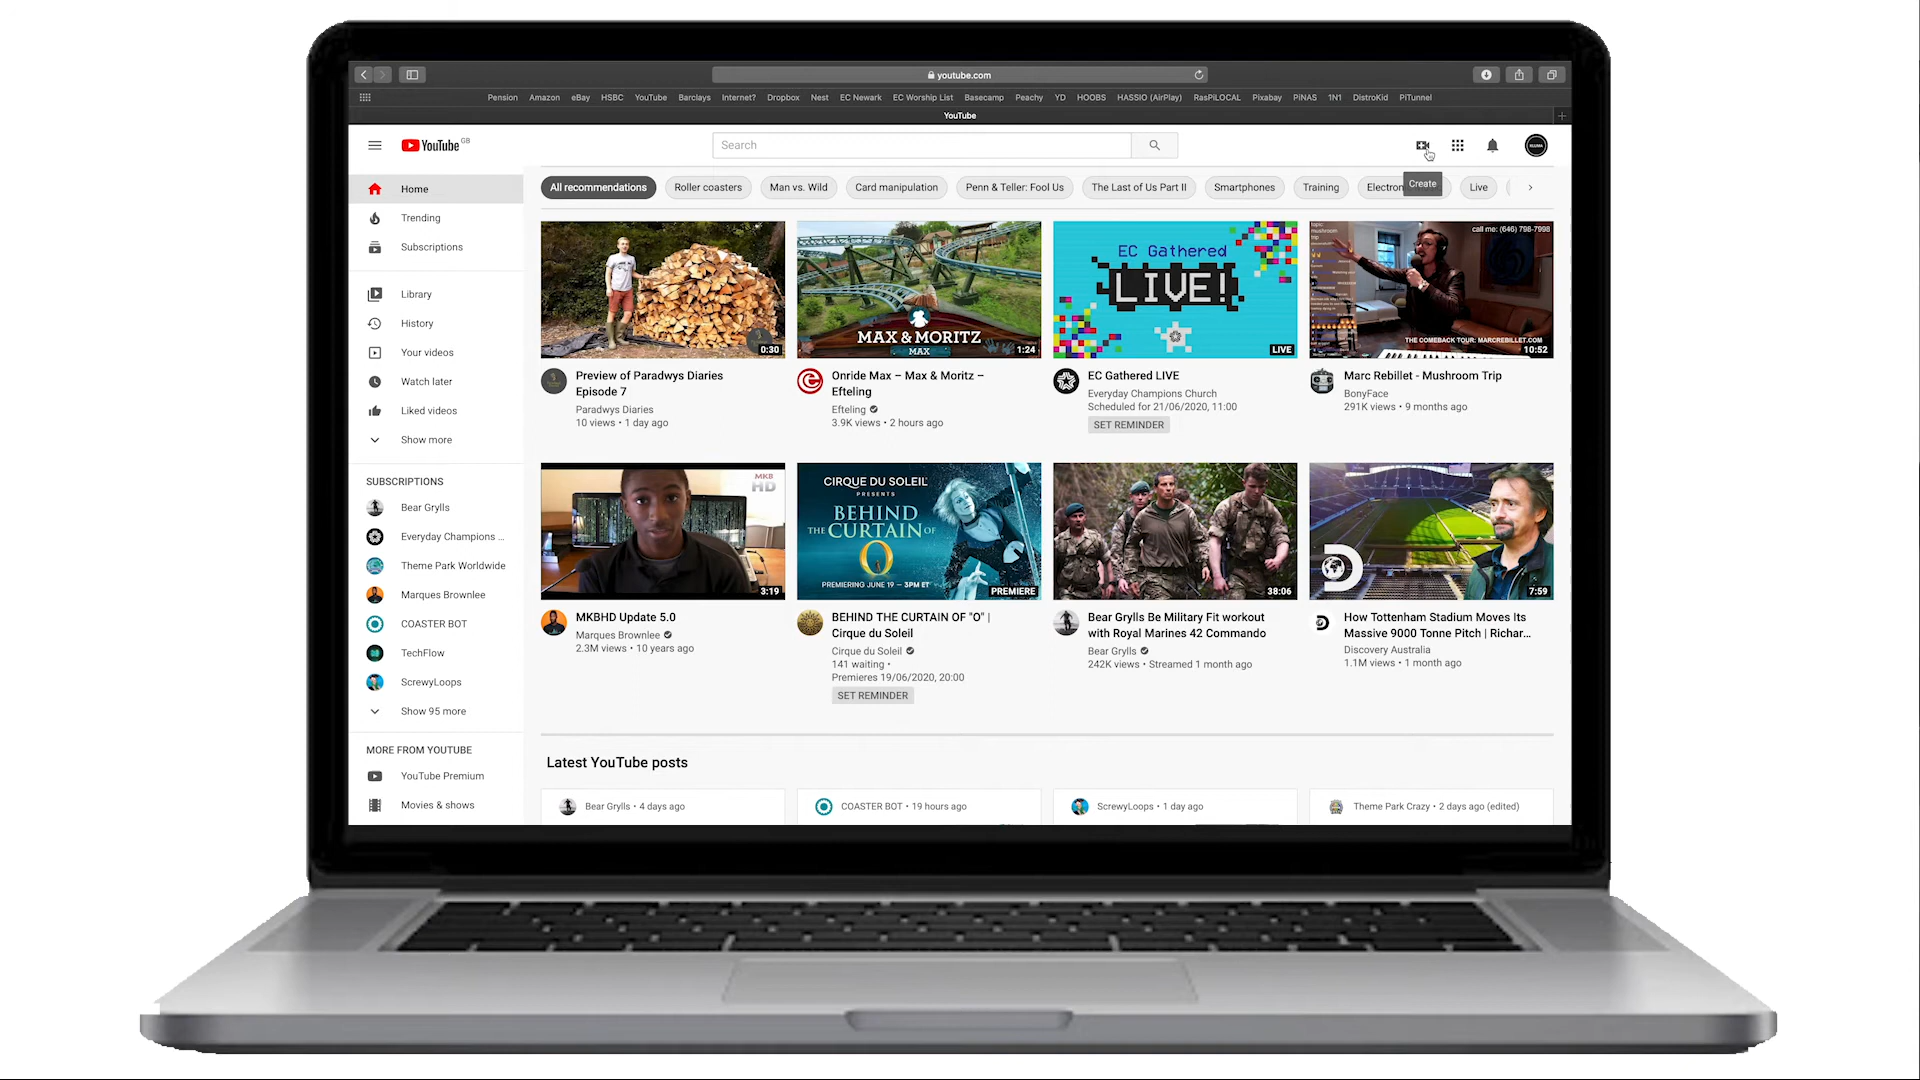 youtube.com
Pension Amazon eBay HSBC YouTube Barclays Internet? Dropbox Nest EC Newark EC Worship List Basecamp Peachy YD HOOBS HASSIO (AirPlay) RasPiLOCAL Pixabay PiNAS 1N1 DistroKid PiTunnel
YouTube
YouTube GB
Search
Create
All recommendations Roller coasters Man vs. Wild Card manipulation Penn & Teller: Fool Us The Last of Us Part II Smartphones Training Live
Home
Trending
Subscriptions
Library
History
Your videos
Watch later
Liked videos
Show more
SUBSCRIPTIONS
Bear Grylls
Everyday Champions ...
Theme Park Worldwide
Marques Brownlee
COASTER BOT
TechFlow
ScrewyLoops
Show 95 more
MORE FROM YOUTUBE
YouTube Premium
Movies & shows
0:30
Preview of Paradwys Diaries
Episode 7
Paradwys Diaries
10 views • 1 day ago
MAX & MORITZ
MAX
1:24
Onride Max – Max & Moritz –
Efteling
Efteling
3.9K views • 2 hours ago
EC Gathered
LIVE!
LIVE
EC Gathered LIVE
Everyday Champions Church
Scheduled for 21/06/2020, 11:00
SET REMINDER
call me: (646) 798-7998
mushroom
trip
THE COMEBACK TOUR: MARCREBILLET.COM
10:52
Marc Rebillet - Mushroom Trip
BonyFace
291K views • 9 months ago
MKB
HD
3:19
MKBHD Update 5.0
Marques Brownlee
2.3M views • 10 years ago
CIRQUE DU SOLEIL
PRESENTS
BEHIND
THE CURTAIN OF
O
PREMIERING JUNE 19 — 3PM ET
PREMIERE
BEHIND THE CURTAIN OF "O" |
Cirque du Soleil
Cirque du Soleil
141 waiting •
Premieres 19/06/2020, 20:00
SET REMINDER
38:06
Bear Grylls Be Military Fit workout
with Royal Marines 42 Commando
Bear Grylls
242K views • Streamed 1 month ago
7:59
How Tottenham Stadium Moves Its
Massive 9000 Tonne Pitch | Richar...
Discovery Australia
1.1M views • 1 month ago
Latest YouTube posts
Bear Grylls • 4 days ago
COASTER BOT • 19 hours ago
ScrewyLoops • 1 day ago
Theme Park Crazy • 2 days ago (edited)